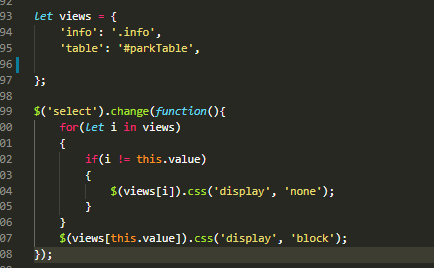 92
93 let views = {
94     'info': '.info',
95     'table': '#parkTable',
96
97 };
98
99 $('select').change(function(){
00     for(let i in views)
01     {
02         if(i != this.value)
03         {
04             $(views[i]).css('display', 'none');
05         }
06     }
07     $(views[this.value]).css('display', 'block');
08 });